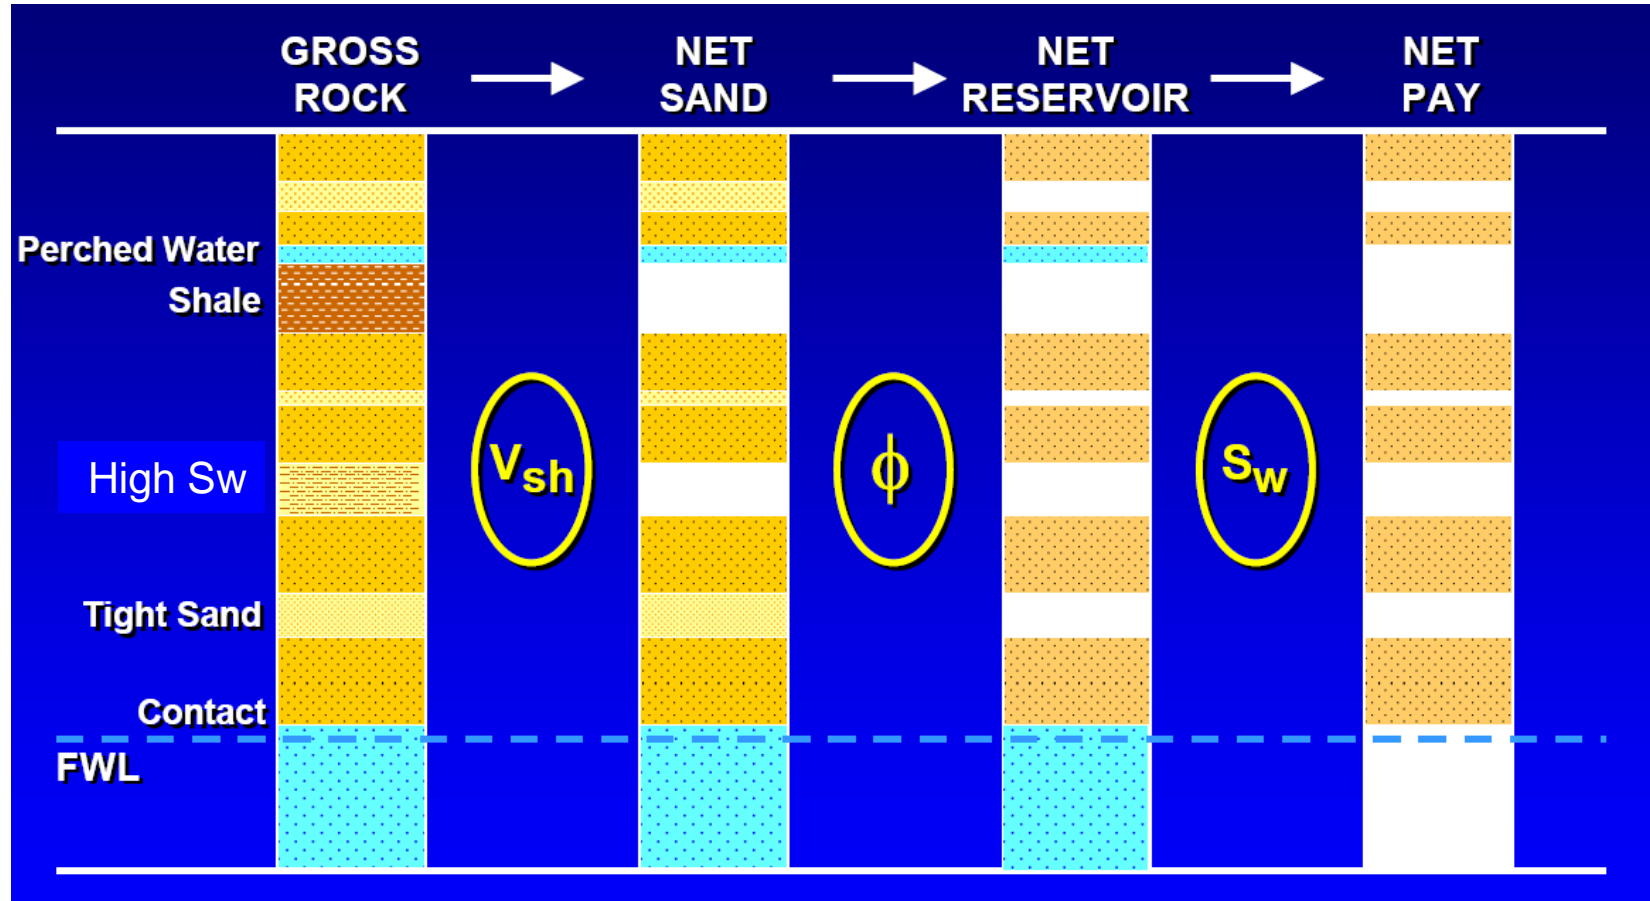 GROSS
ROCK
NET
SAND
NET
RESERVOIR
NET
PAY
Perched Water
Shale
High Sw
Vsh
ϕ
Sw
Tight Sand
Contact
FWL